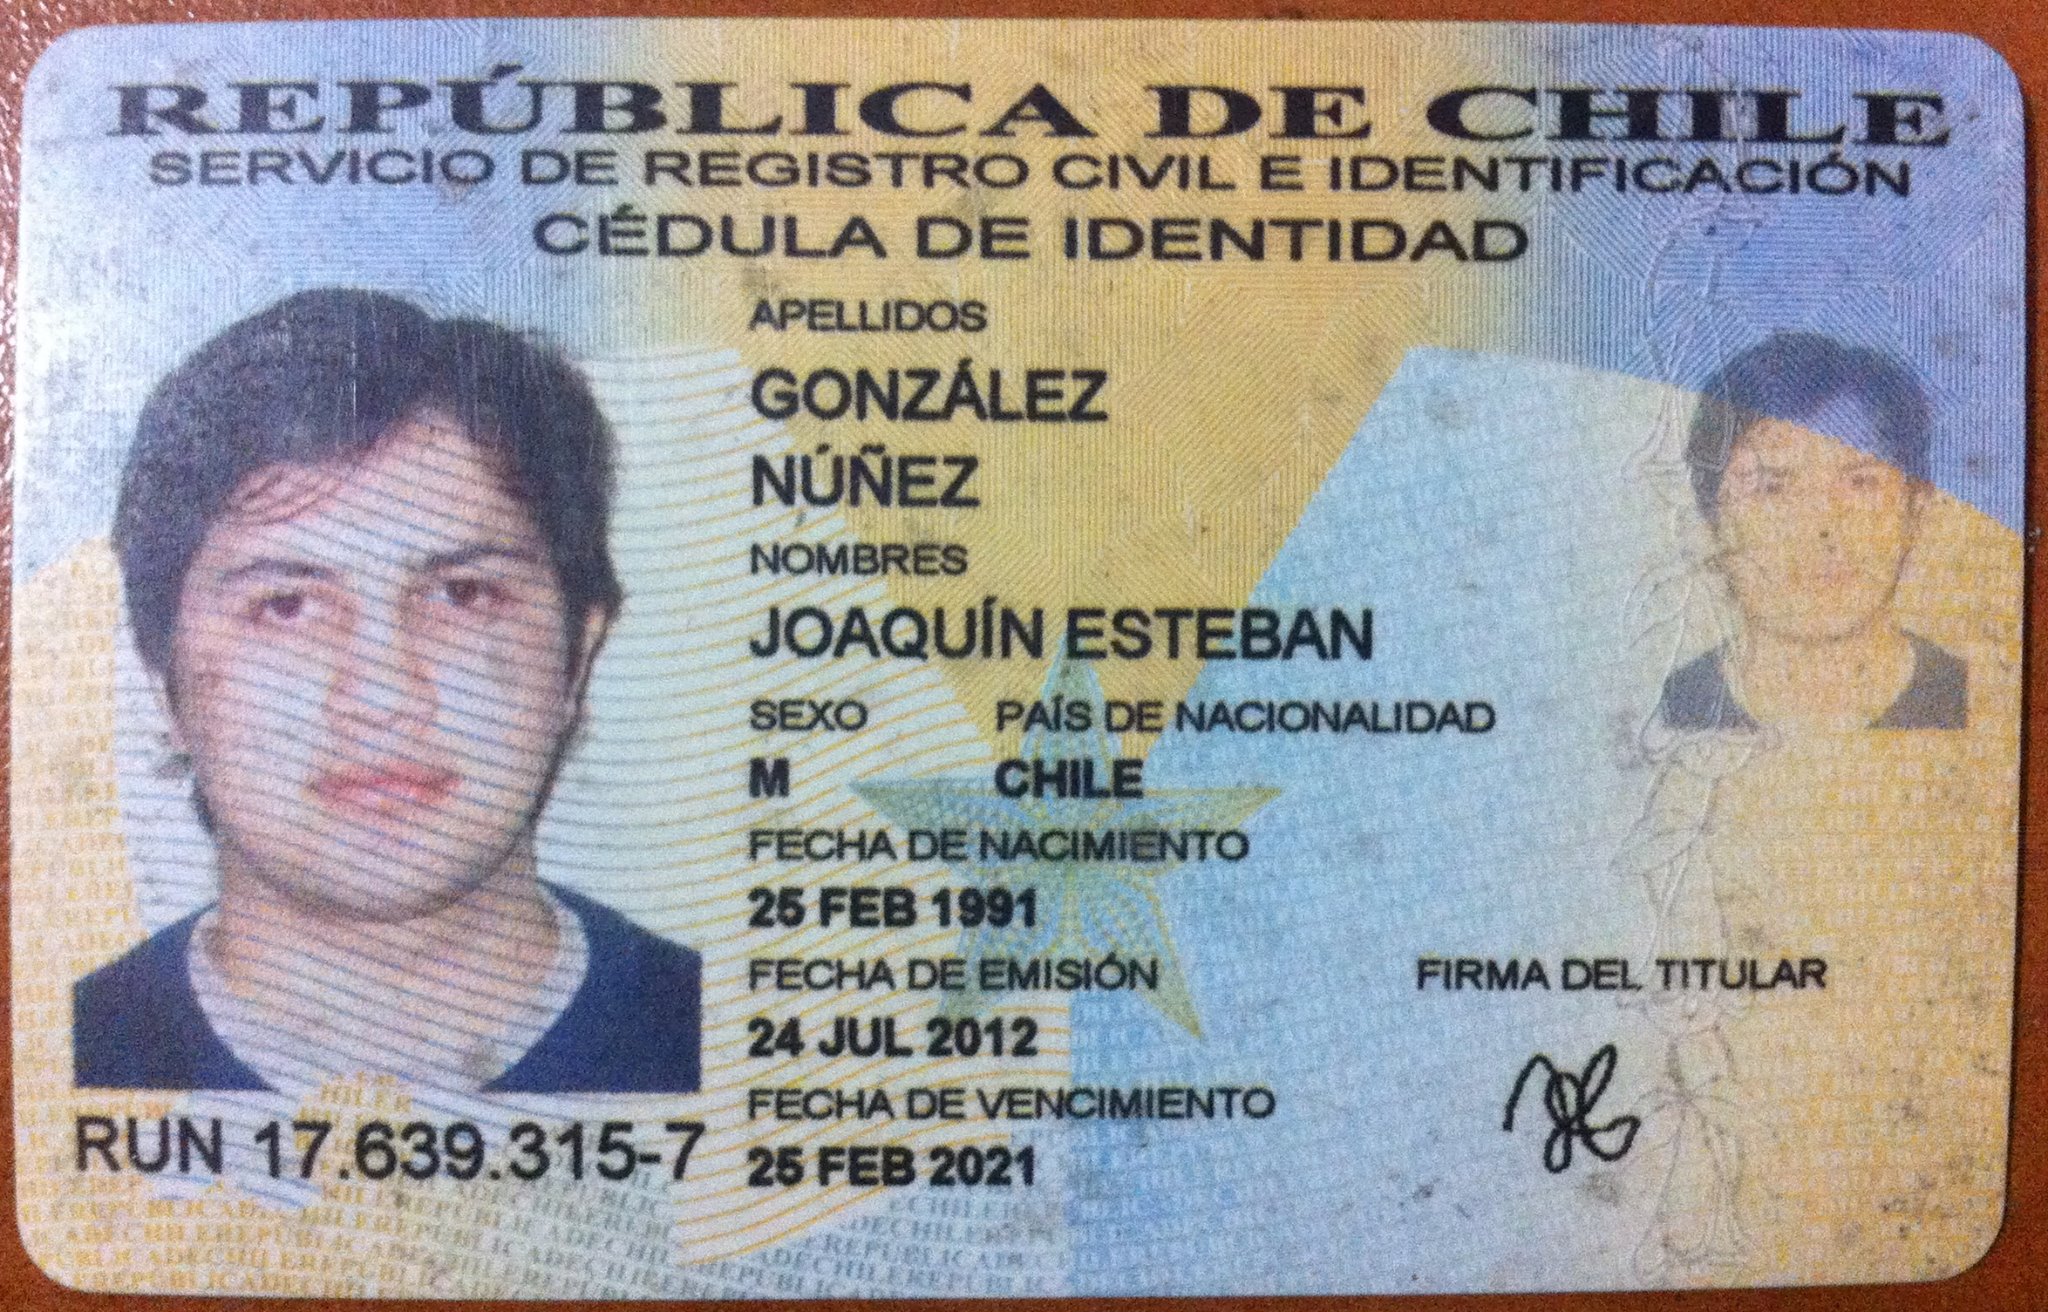 REPÚBLICA DE CHILE
SERVICIO DE REGISTRO CIVIL E IDENTIFICACIÓN
CÉDULA DE IDENTIDAD
APELLIDOS
GONZÁLEZ
NÚÑEZ
NOMBRES
JOAQUÍN ESTEBAN
SEXO PAÍS DE NACIONALIDAD
M CHILE
FECHA DE NACIMIENTO
25 FEB 1991
FECHA DE EMISIÓN
24 JUL 2012
FECHA DE VENCIMIENTO
25 FEB 2021
FIRMA DEL TITULAR
RUN 17.639.315-7